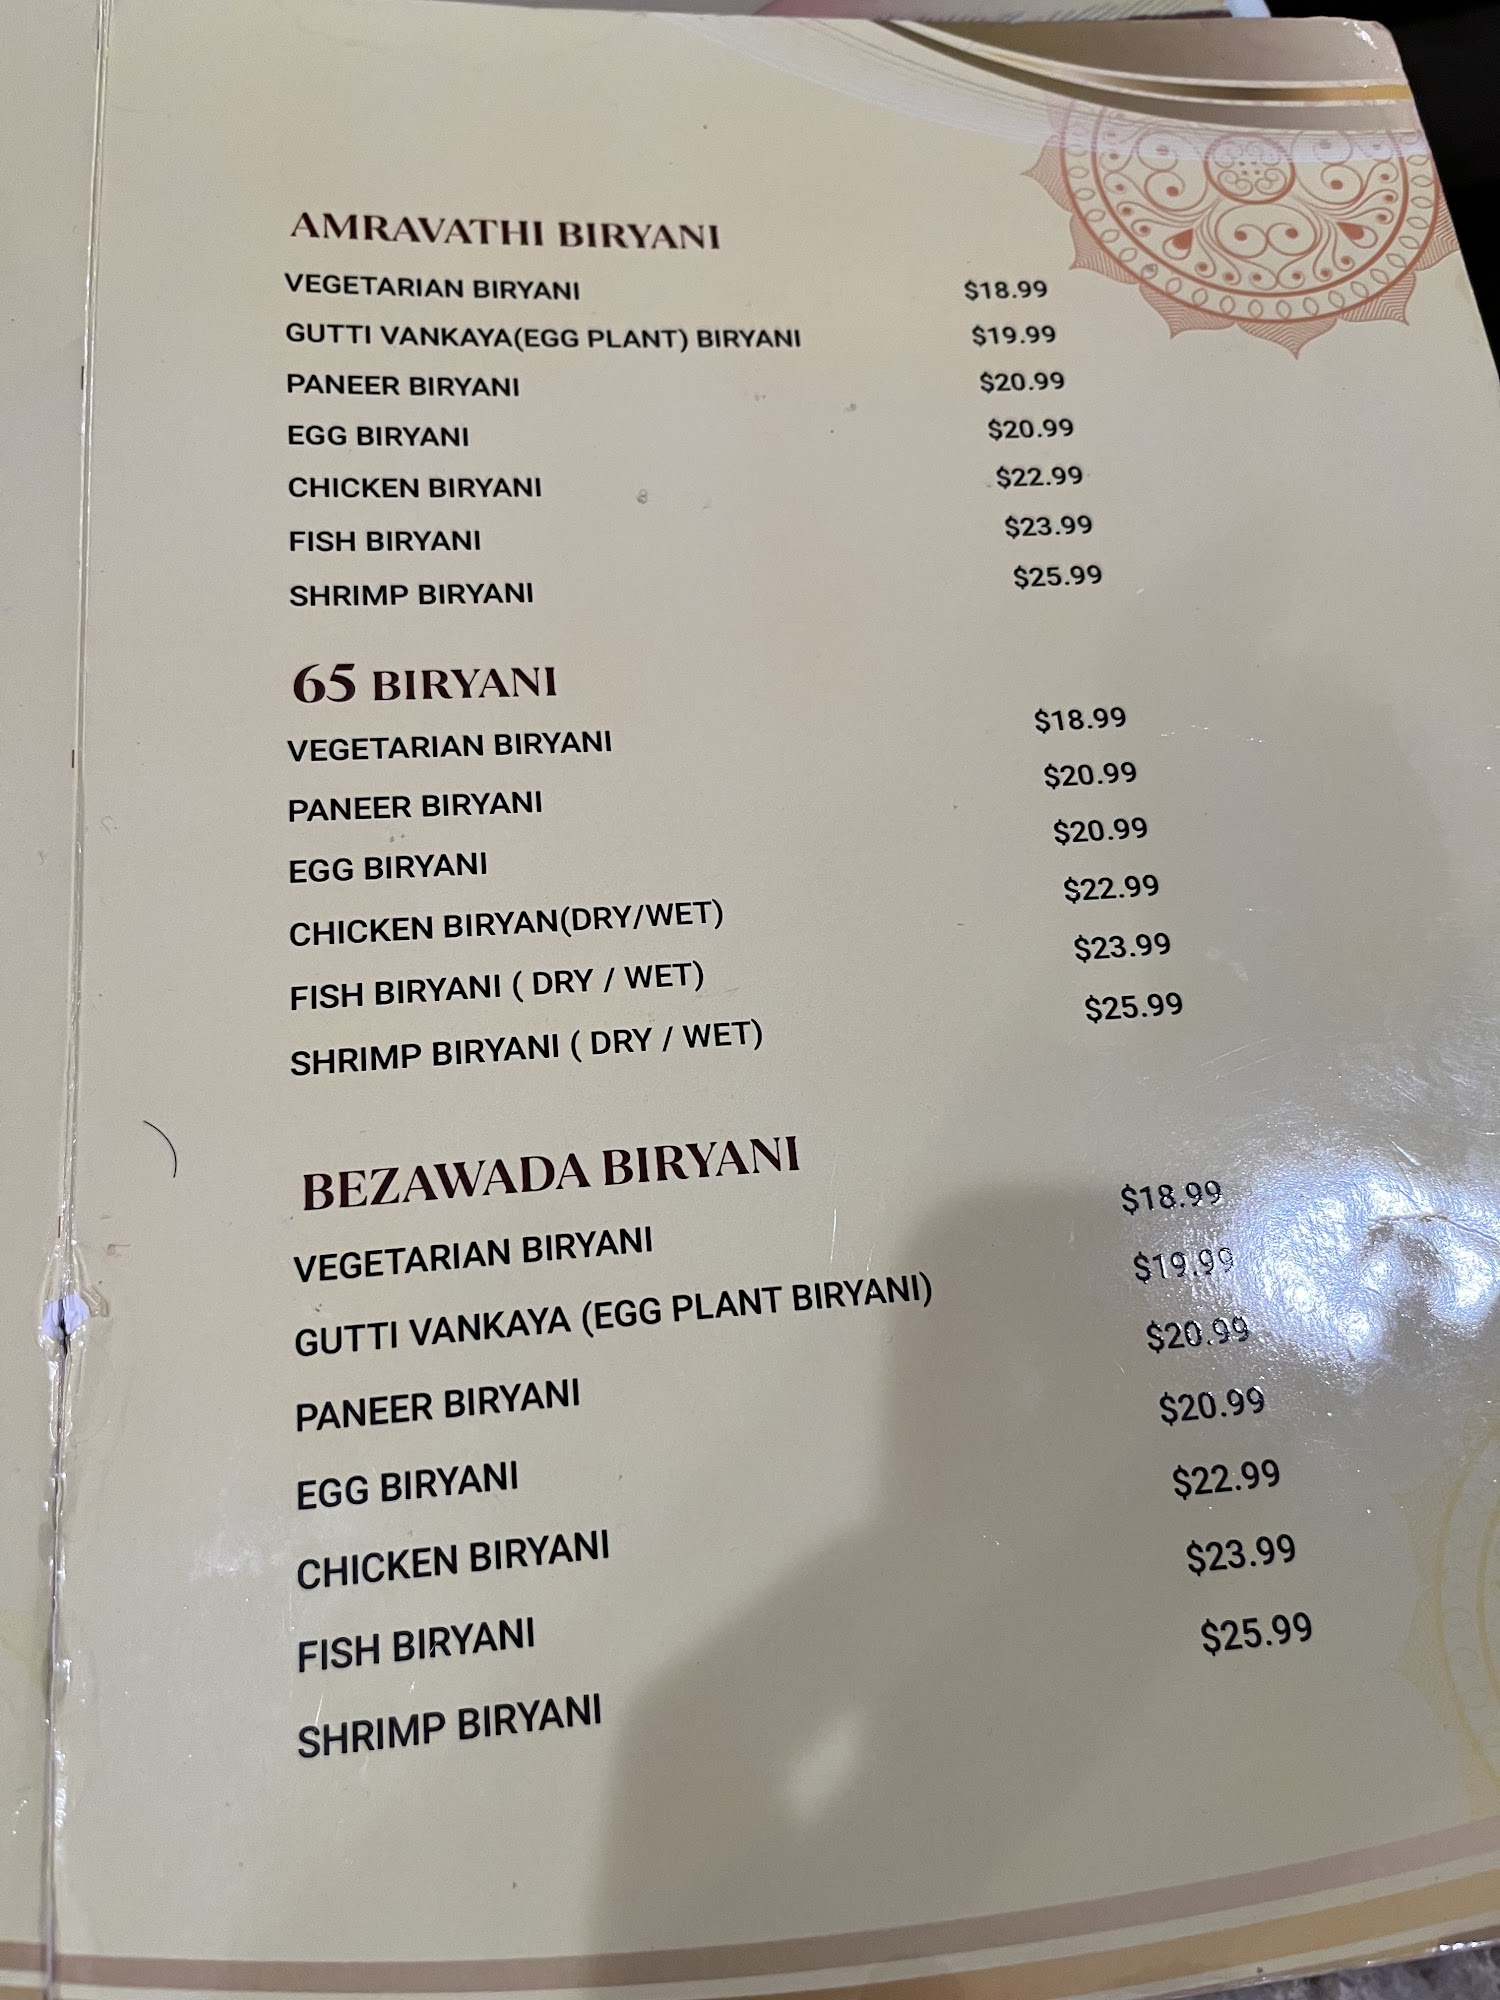 AMRAVATHI BIRYANI
VEGETARIAN BIRYANI $18.99
GUTTI VANKAYA(EGG PLANT) BIRYANI $19.99
PANEER BIRYANI $20.99
EGG BIRYANI $20.99
CHICKEN BIRYANI $22.99
FISH BIRYANI $23.99
SHRIMP BIRYANI $25.99
65 BIRYANI
VEGETARIAN BIRYANI $18.99
PANEER BIRYANI $20.99
EGG BIRYANI $20.99
CHICKEN BIRYAN(DRY/WET) $22.99
FISH BIRYANI ( DRY / WET) $23.99
SHRIMP BIRYANI ( DRY / WET) $25.99
BEZAWADA BIRYANI
VEGETARIAN BIRYANI $18.99
GUTTI VANKAYA (EGG PLANT BIRYANI) $19.99
PANEER BIRYANI $20.99
EGG BIRYANI $20.99
CHICKEN BIRYANI $22.99
FISH BIRYANI $23.99
SHRIMP BIRYANI $25.99